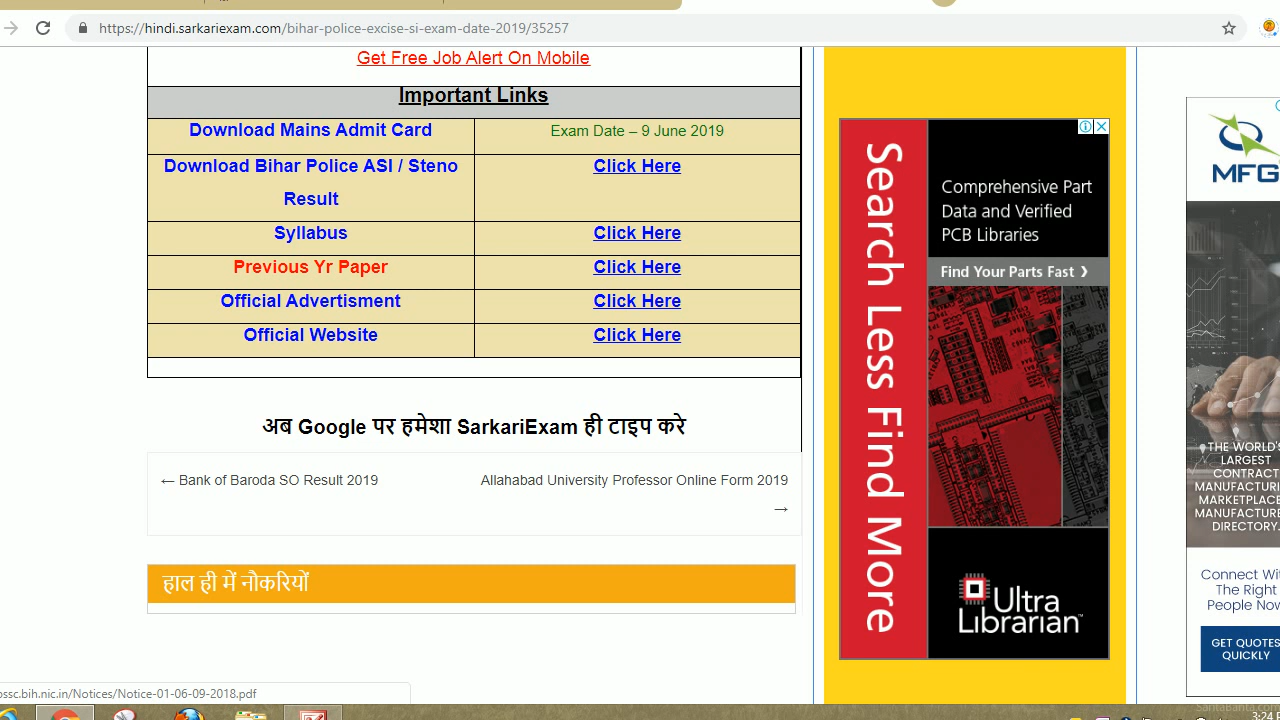 https://hindi.sarkariexam.com/bihar-police-excise-si-exam-date-2019/35257
Get Free Job Alert On Mobile
Important Links
Download Mains Admit Card
Exam Date – 9 June 2019
Download Bihar Police ASI / Steno
Result
Click Here
Syllabus
Click Here
Previous Yr Paper
Click Here
Official Advertisment
Click Here
Official Website
Click Here
अब Google पर हमेशा SarkariExam ही टाइप करे
← Bank of Baroda SO Result 2019
Allahabad University Professor Online Form 2019
→
हाल ही में नौकरियों
Search Less Find More
Comprehensive Part
Data and Verified
PCB Libraries
Find Your Parts Fast ❯
Ultra
Librarian™
MFG
THE WORLD'S
LARGEST
CONTRACT
MANUFACTURI
MARKETPLACE
MANUFACTURE
DIRECTORY.
Connect Wit
The Right
People Now
GET QUOTES
QUICKLY
ossc.bih.nic.in/Notices/Notice-01-06-09-2018.pdf
Santabanta.com
3:24